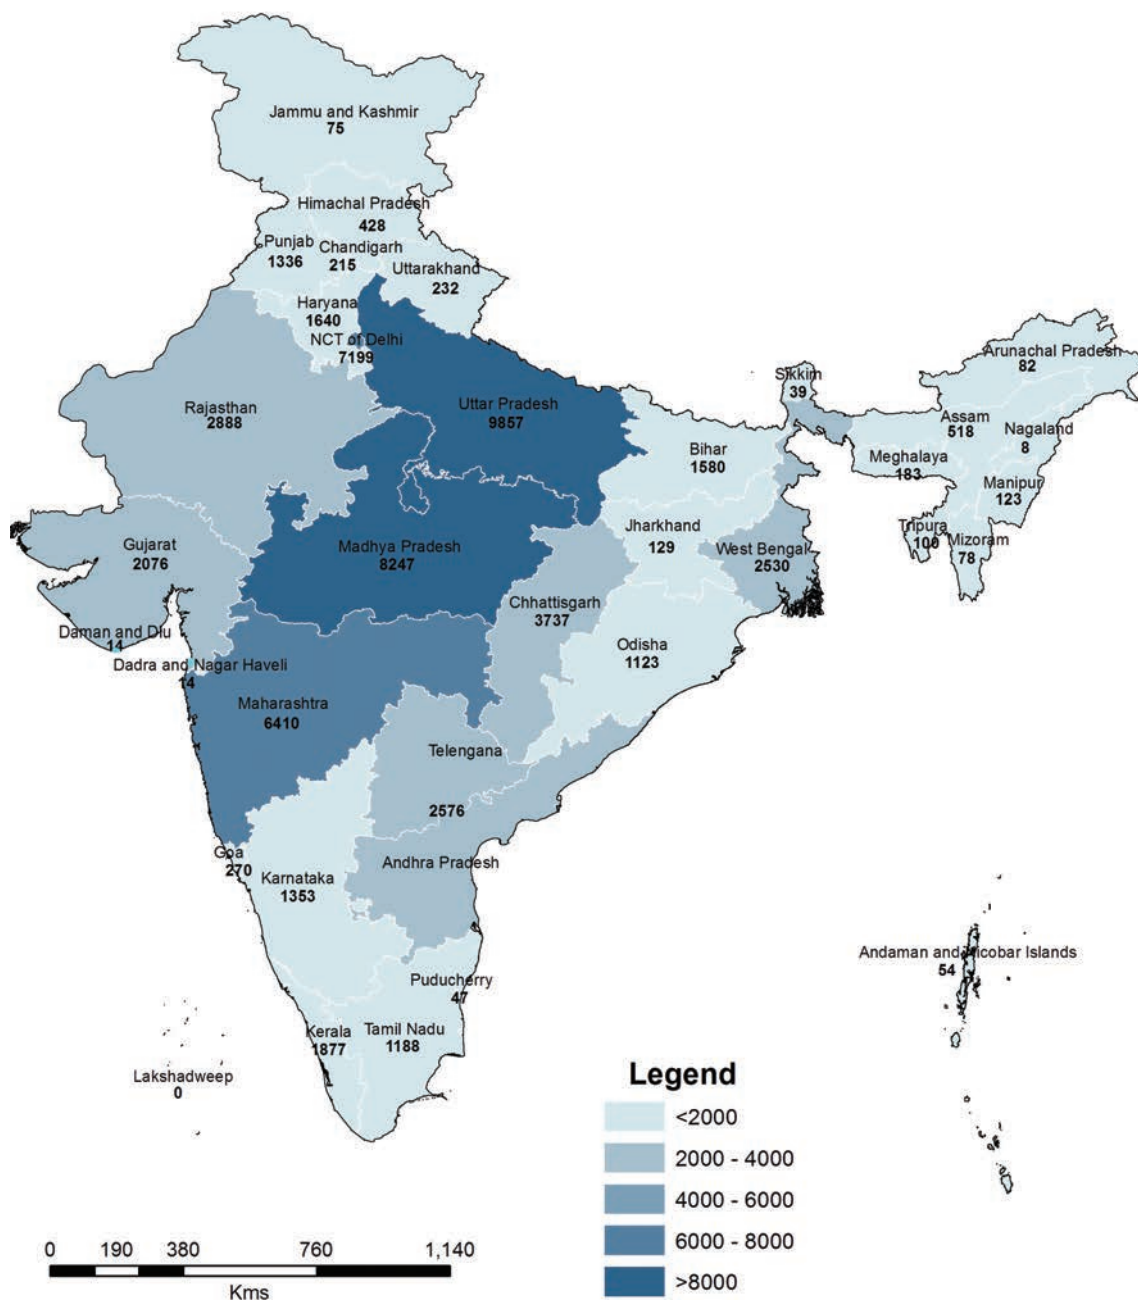 Jammu and Kashmir
75
Himachal Pradesh
428
Punjab
1336
Chandigarh
215
Uttarakhand
232
Haryana
1640
NCT of Delhi
7199
Rajasthan
2888
Uttar Pradesh
9857
Sikkim
39
Arunachal Pradesh
82
Assam
518
Nagaland
8
Meghalaya
183
Manipur
123
Tripura
100
Mizoram
78
Bihar
1580
Jharkhand
129
West Bengal
2530
Gujarat
2076
Madhya Pradesh
8247
Chhattisgarh
3737
Odisha
1123
Daman and Diu
14
Dadra and Nagar Haveli
14
Maharashtra
6410
Telengana
2576
Andhra Pradesh
Goa
270
Karnataka
1353
Puducherry
47
Kerala
1877
Tamil Nadu
1188
Lakshadweep
0
Andaman and Nicobar Islands
54
Legend
<2000
2000 - 4000
4000 - 6000
6000 - 8000
>8000
0 190 380 760 1,140
Kms